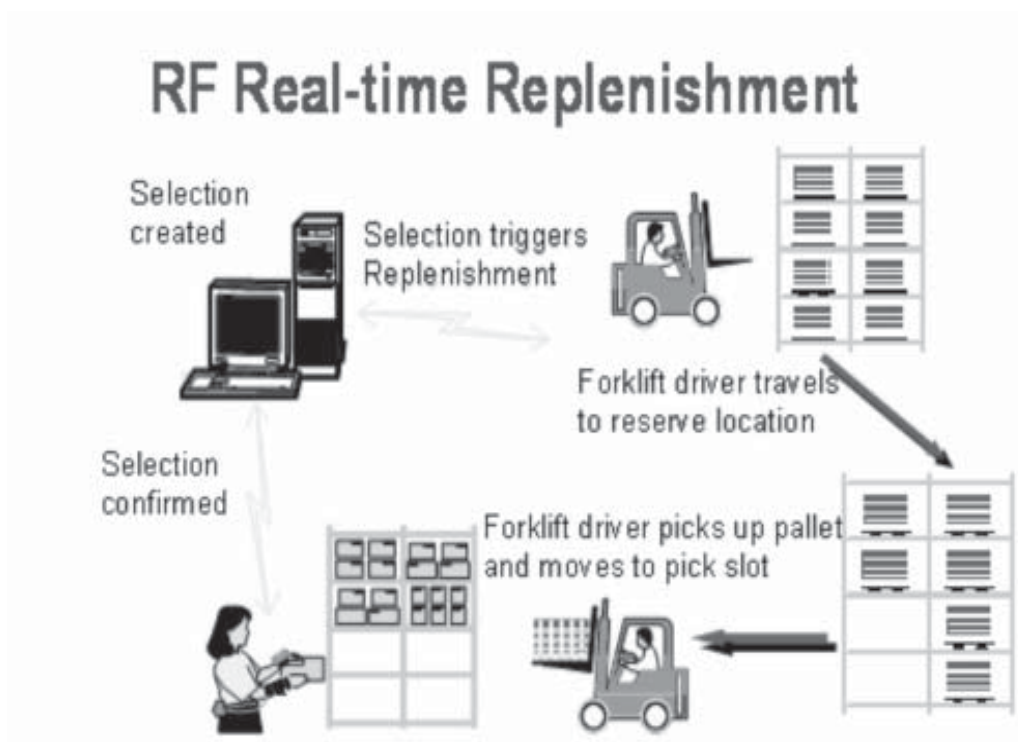 RF Real-time Replenishment
Selection
created
Selection triggers
Replenishment
Forklift driver travels
to reserve location
Selection
confirmed
Forklift driver picks up pallet
and moves to pick slot